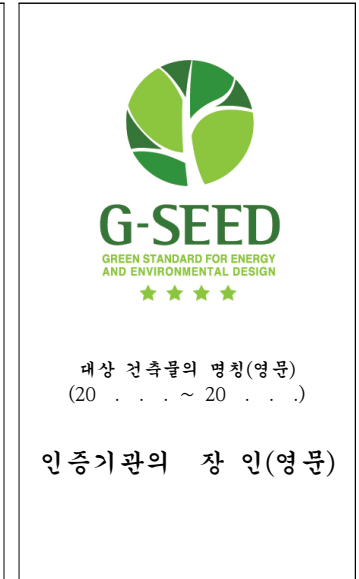 G-SEED
GREEN STANDARD FOR ENERGY
AND ENVIRONMENTAL DESIGN
대상 건축물의 명칭(영문)
(20 . . . ~ 20 . . .)
인증기관의 장 인(영문)